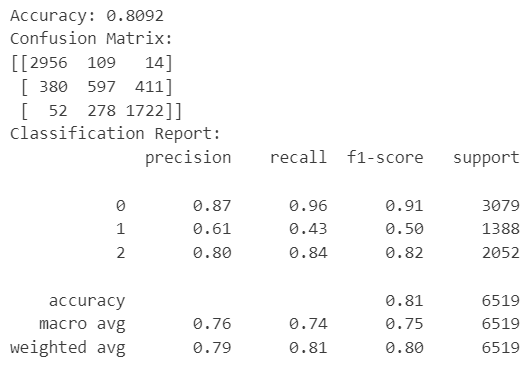 Accuracy: 0.8092
Confusion Matrix:
[[2956  109   14]
 [ 380  597  411]
 [  52  278 1722]]
Classification Report:
              precision    recall  f1-score   support

           0       0.87      0.96      0.91      3079
           1       0.61      0.43      0.50      1388
           2       0.80      0.84      0.82      2052

    accuracy                           0.81      6519
   macro avg       0.76      0.74      0.75      6519
weighted avg       0.79      0.81      0.80      6519